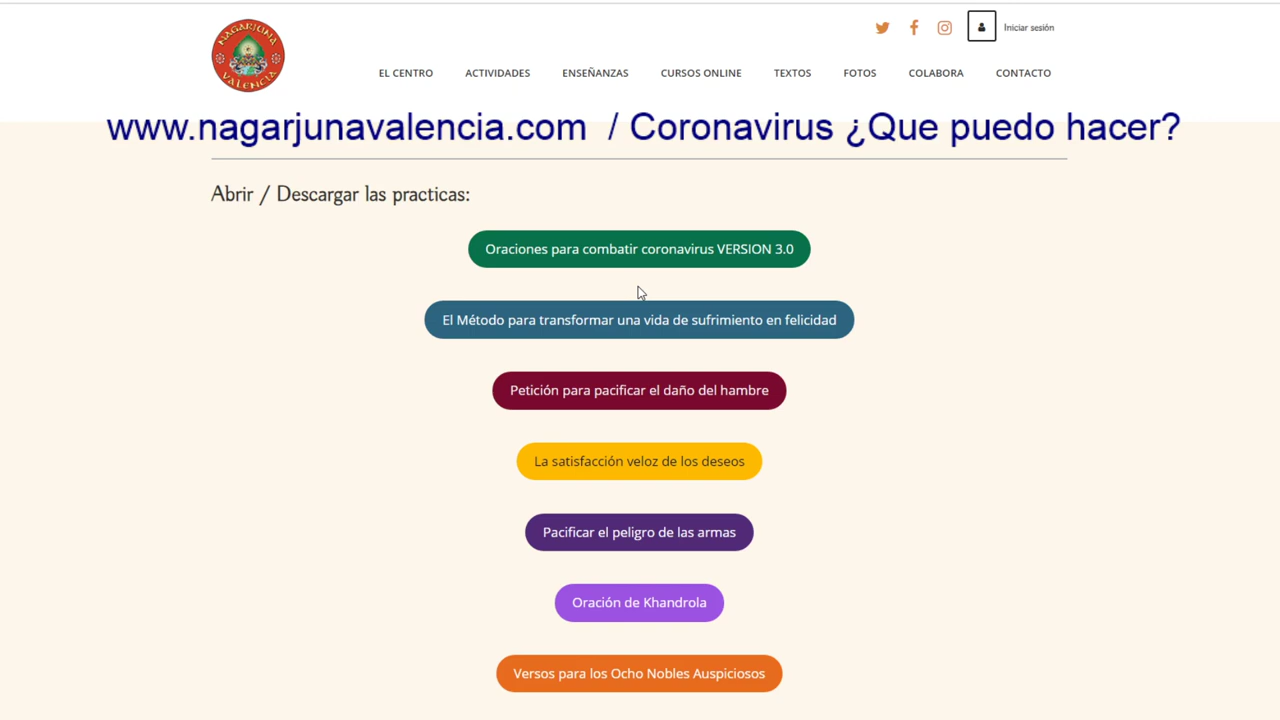 NAGARJUNA
VALENCIA
Iniciar sesión
EL CENTRO ACTIVIDADES ENSEÑANZAS CURSOS ONLINE TEXTOS FOTOS COLABORA CONTACTO
www.nagarjunavalencia.com / Coronavirus ¿Que puedo hacer?
Abrir / Descargar las practicas:
Oraciones para combatir coronavirus VERSION 3.0
El Método para transformar una vida de sufrimiento en felicidad
Petición para pacificar el daño del hambre
La satisfacción veloz de los deseos
Pacificar el peligro de las armas
Oración de Khandrola
Versos para los Ocho Nobles Auspiciosos